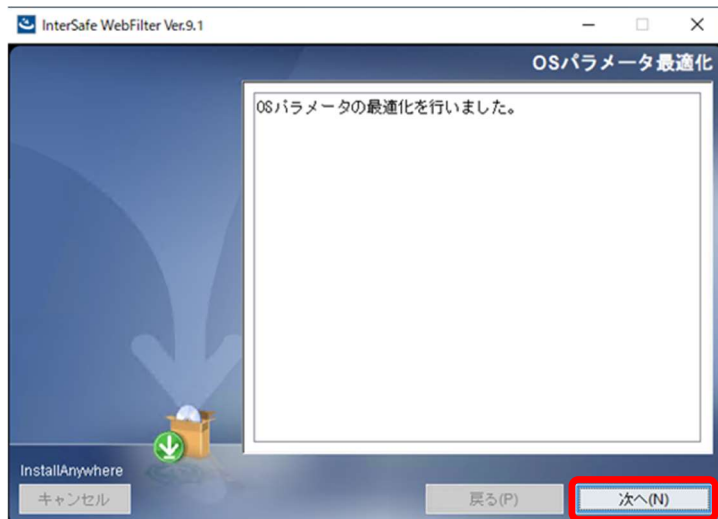 InterSafe WebFilter Ver.9.1
OSパラメータ最適化
OSパラメータの最適化を行いました。
InstallAnywhere
キャンセル
戻る(P)
次へ(N)